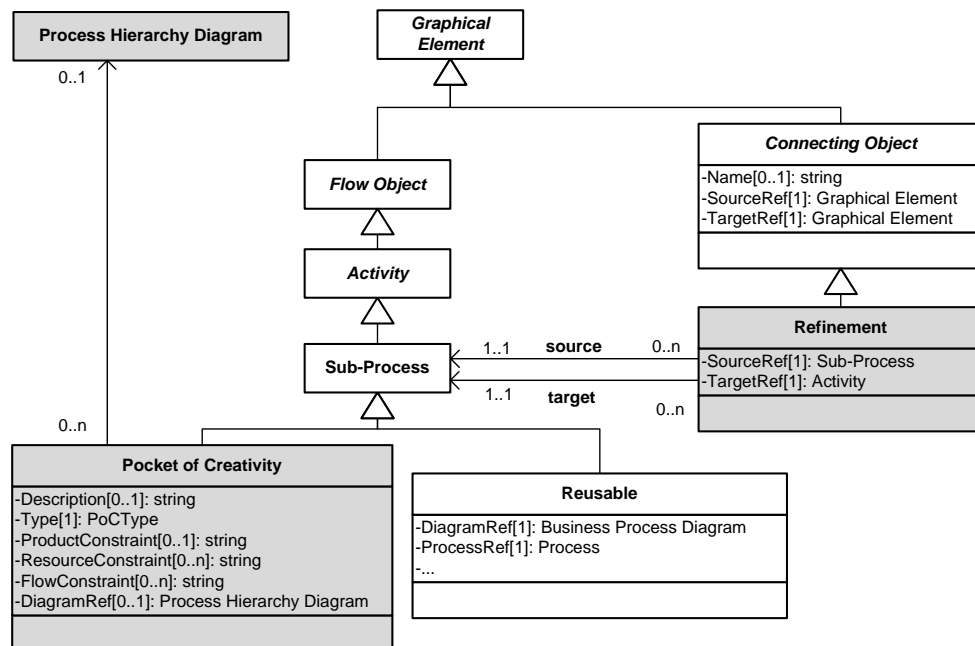 Graphical
Element
Process Hierarchy Diagram
0..1
Connecting Object
-Name[0..1]: string
-SourceRef[1]: Graphical Element
-TargetRef[1]: Graphical Element
Flow Object
Activity
Refinement
-SourceRef[1]: Sub-Process
-TargetRef[1]: Activity
Sub-Process
1..1 source 0..n
1..1 target 0..n
0..n
Pocket of Creativity
-Description[0..1]: string
-Type[1]: PoCType
-ProductConstraint[0..1]: string
-ResourceConstraint[0..n]: string
-FlowConstraint[0..n]: string
-DiagramRef[0..1]: Process Hierarchy Diagram
Reusable
-DiagramRef[1]: Business Process Diagram
-ProcessRef[1]: Process
-...